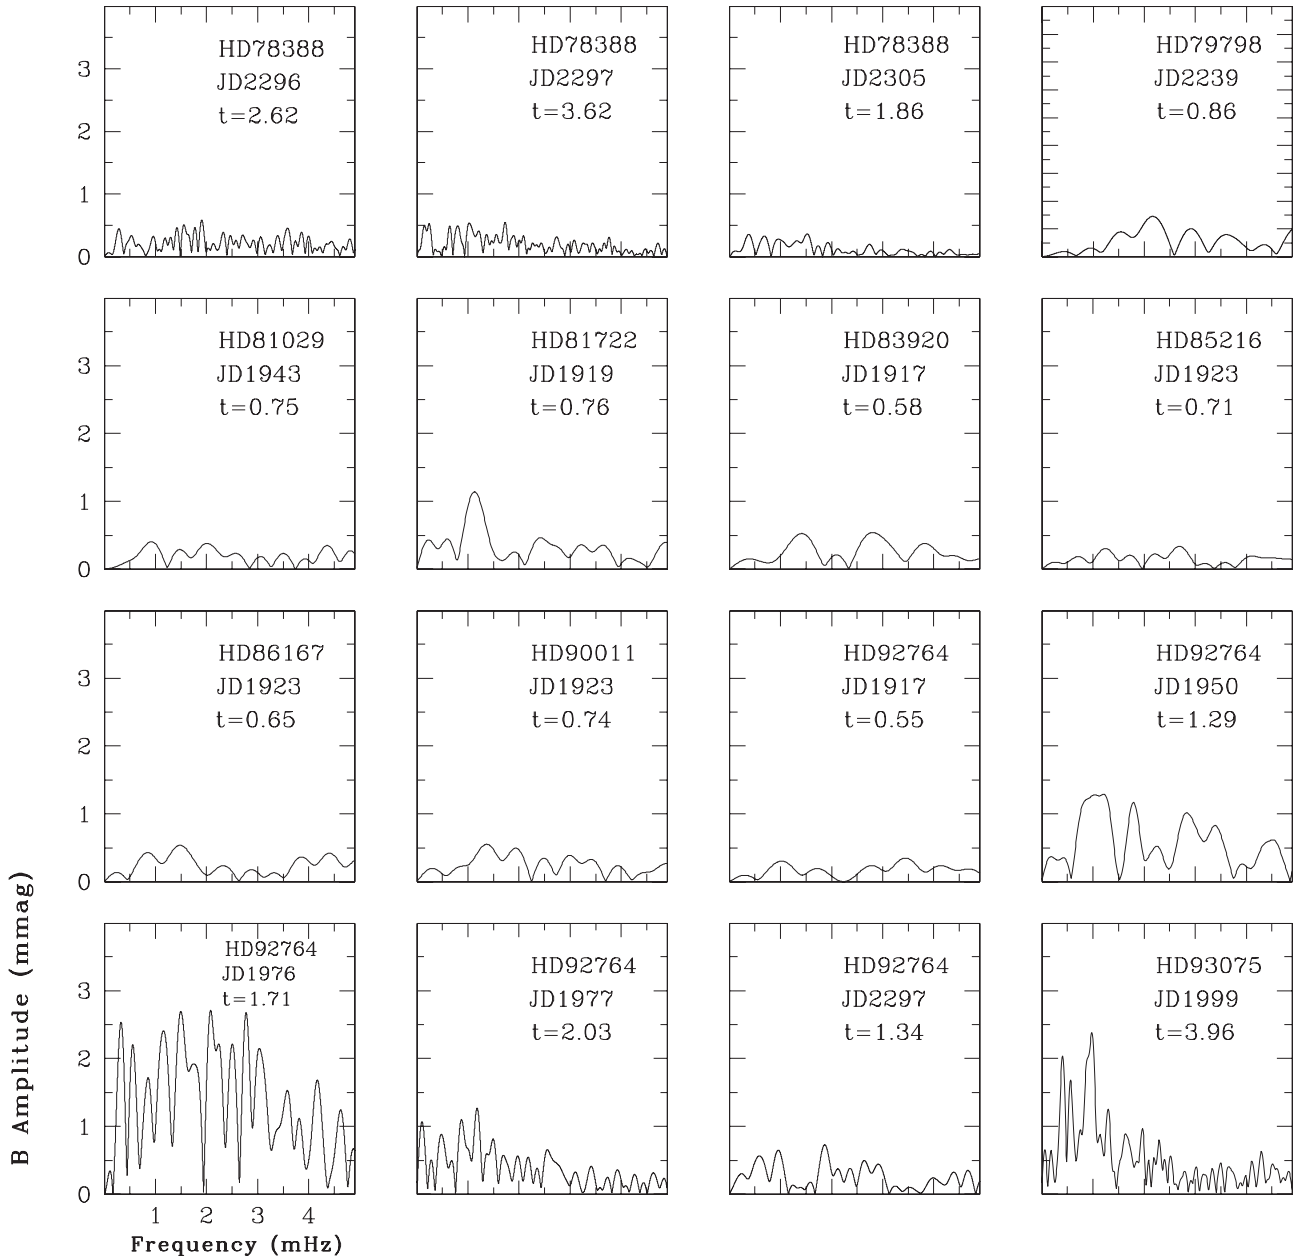 HD78388
JD2296
t=2.62
HD78388
JD2297
t=3.62
HD78388
JD2305
t=1.86
HD79798
JD2239
t=0.86
3
2
1
0
HD81029
JD1943
t=0.75
HD81722
JD1919
t=0.76
HD83920
JD1917
t=0.58
HD85216
JD1923
t=0.71
3
2
1
0
HD86167
JD1923
t=0.65
HD90011
JD1923
t=0.74
HD92764
JD1917
t=0.55
HD92764
JD1950
t=1.29
3
2
1
0
HD92764
JD1976
t=1.71
HD92764
JD1977
t=2.03
HD92764
JD2297
t=1.34
HD93075
JD1999
t=3.96
3
2
1
0
1 2 3 4
Frequency (mHz)
B Amplitude (mmag)